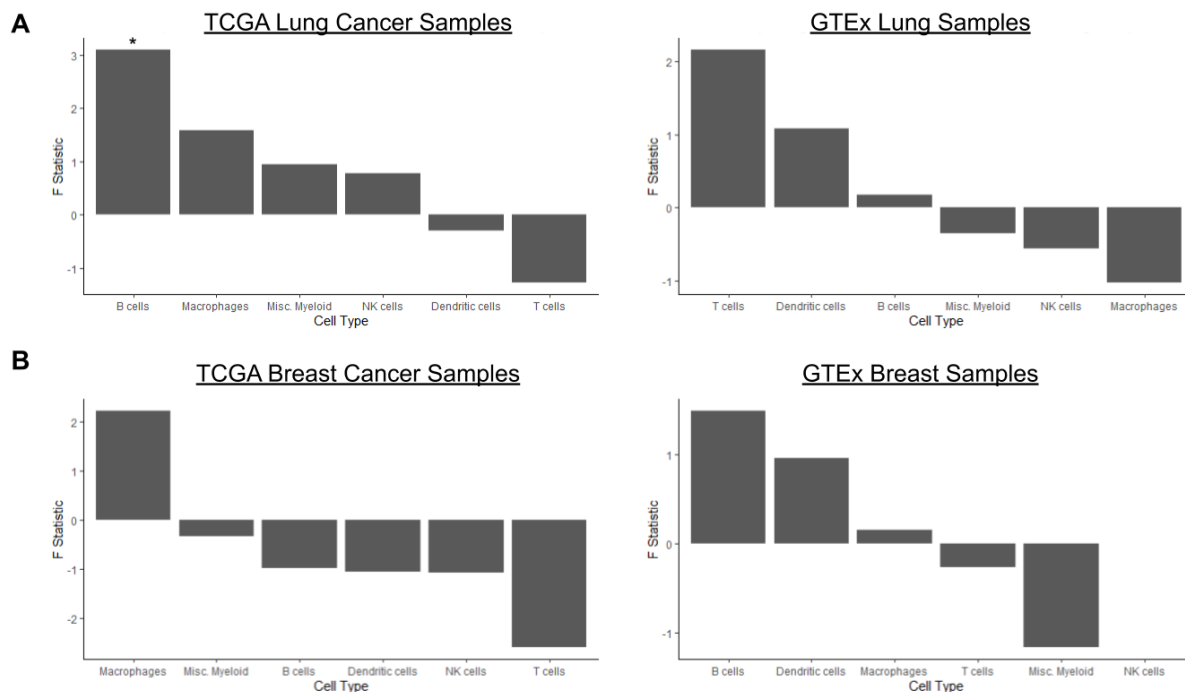 A
TCGA Lung Cancer Samples
*
3
2
1
0
-1
F Statistic
B cells Macrophages Misc. Myeloid NK cells Dendritic cells T cells
Cell Type
GTEx Lung Samples
2
1
0
-1
F Statistic
T cells Dendritic cells B cells Misc. Myeloid NK cells Macrophages
Cell Type
B
TCGA Breast Cancer Samples
2
1
0
-1
-2
F Statistic
Macrophages Misc. Myeloid B cells Dendritic cells NK cells T cells
Cell Type
GTEx Breast Samples
1
0
-1
F Statistic
B cells Dendritic cells Macrophages T cells Misc. Myeloid NK cells
Cell Type